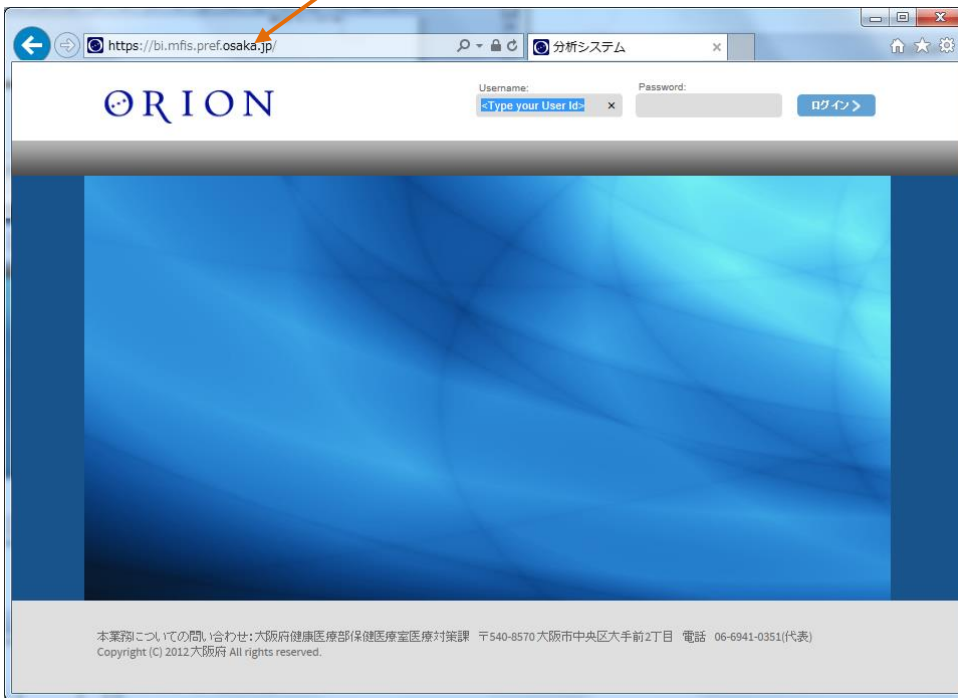 https://bi.mfis.pref.osaka.jp/
分析システム
ORION
Username:
Password:
<Type your User Id>
ログイン
本業務についての問い合わせ:大阪府健康医療部保健医療室医療対策課 〒540-8570 大阪市中央区大手前2丁目 電話 06-6941-0351(代表)
Copyright (C) 2012大阪府 All rights reserved.